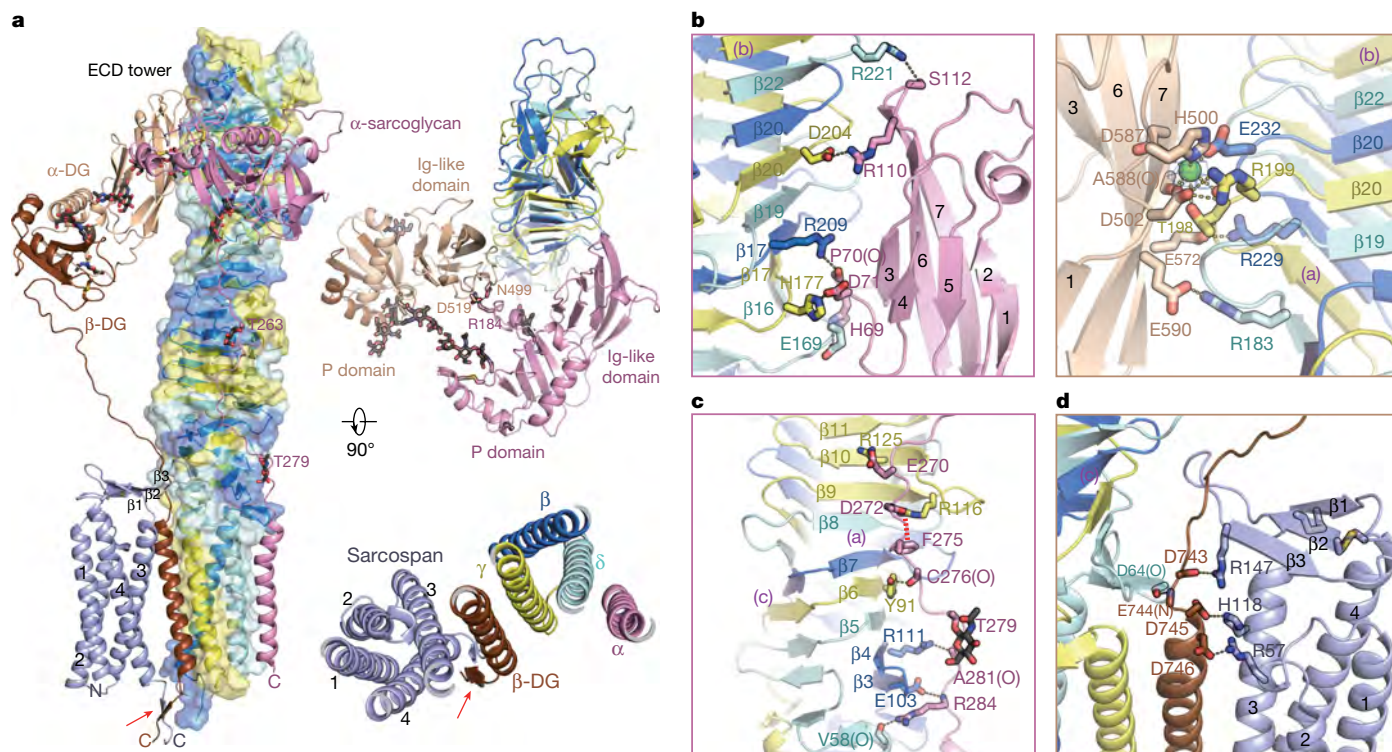 a
ECD tower
α-DG
α-sarcoglycan
β-DG
T263
T279
β3
β2
β1
1
4
3
2
N
C
C
C
Ig-like
domain
N499
D519
R184
P domain
Ig-like
domain
P domain
90°
Sarcospan
β
γ
δ
α
3
2
1
4
β-DG
b
(b)
R221
S112
β22
β20
D204
β20
R110
β19
R209
7
β17
P70(O)
β17
D71
3
6
2
H177
4
5
β16
H69
1
E169
(b)
3
6
7
H500
β22
D587
E232
β20
A588(O)
R199
β20
D502
T198
β19
E572
R229
1
(a)
E590
R183
c
β11
R125
β10
E270
β9
D272
R116
β8
(a)
F275
β7
C276(O)
(c)
β6
Y91
β5
T279
R111
β4
A281(O)
β3
E103
R284
V58(O)
d
β1
β2
D743
β3
D64(O)
R147
E744(N)
H118
4
D745
R57
D746
3
1
2